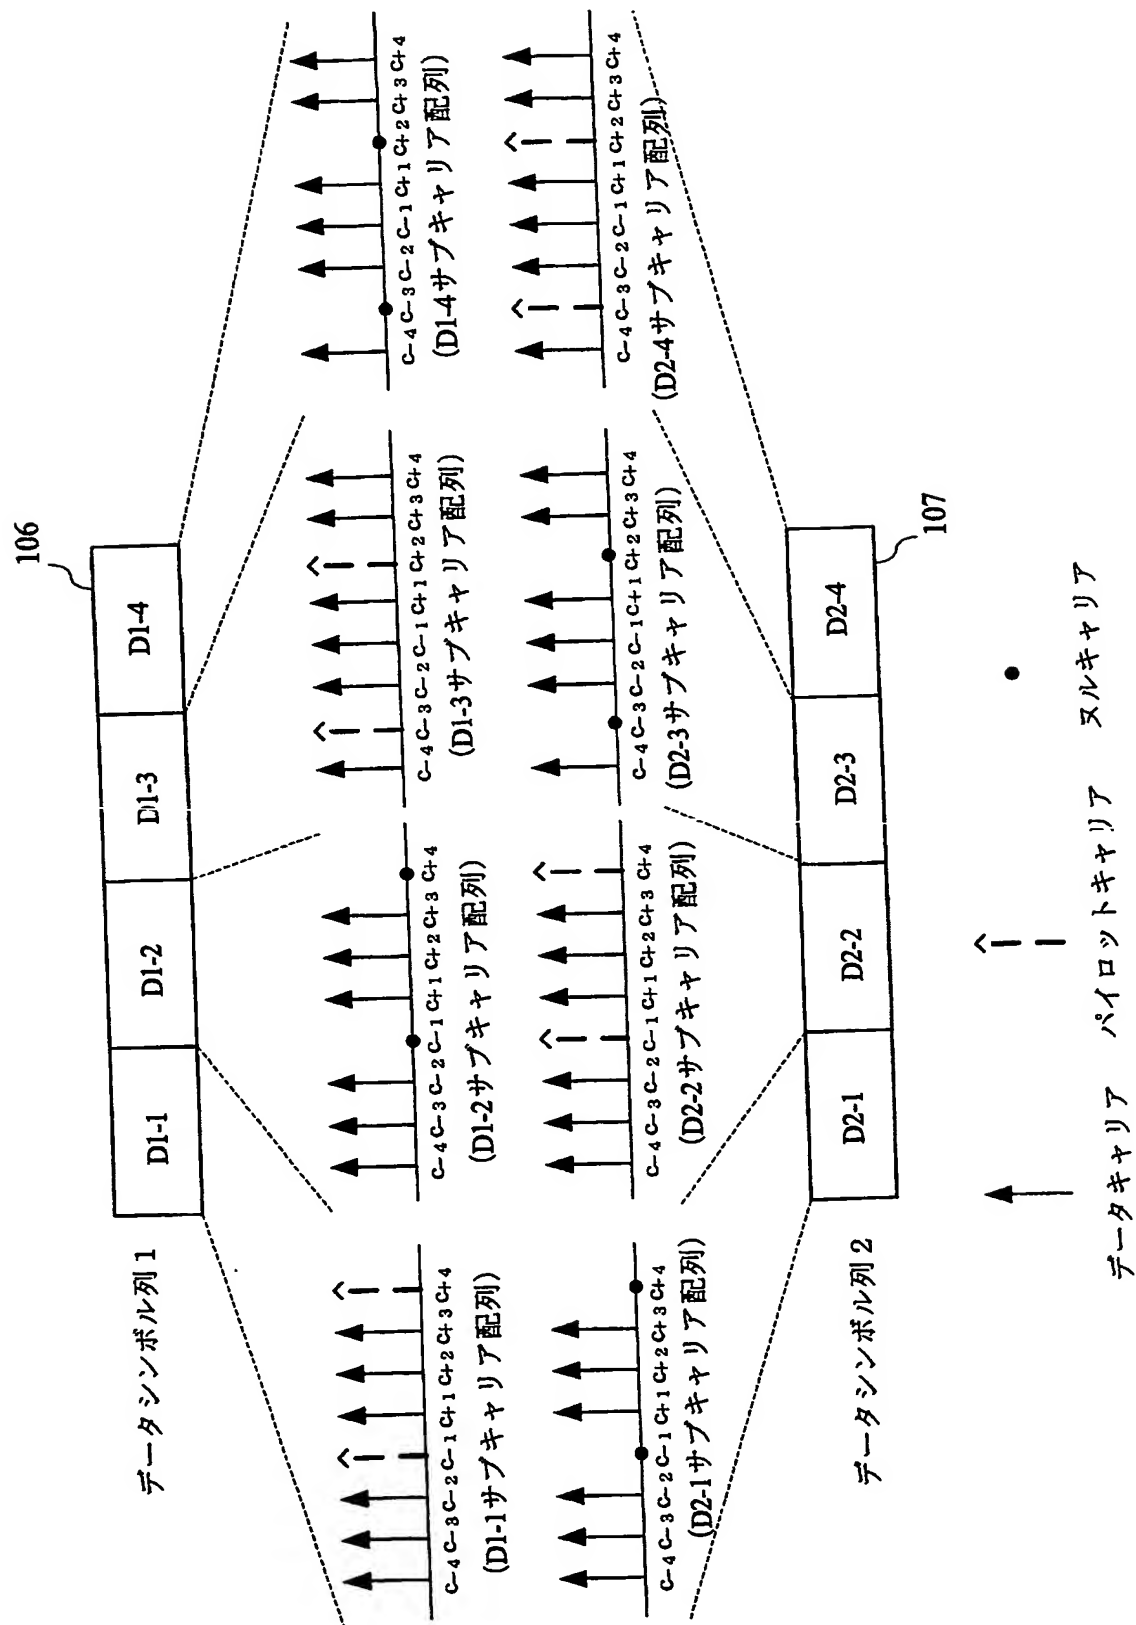 106
データシンボル列1
D1-1
D1-2
D1-3
D1-4
C-4 C-3 C-2 C-1 C+1 C+2 C+3 C+4
(D1-1サブキャリア配列)
C-4 C-3 C-2 C-1 C+1 C+2 C+3 C+4
(D1-2サブキャリア配列)
C-4 C-3 C-2 C-1 C+1 C+2 C+3 C+4
(D1-3サブキャリア配列)
C-4 C-3 C-2 C-1 C+1 C+2 C+3 C+4
(D1-4サブキャリア配列)
C-4 C-3 C-2 C-1 C+1 C+2 C+3 C+4
(D2-1サブキャリア配列)
C-4 C-3 C-2 C-1 C+1 C+2 C+3 C+4
(D2-2サブキャリア配列)
C-4 C-3 C-2 C-1 C+1 C+2 C+3 C+4
(D2-3サブキャリア配列)
C-4 C-3 C-2 C-1 C+1 C+2 C+3 C+4
(D2-4サブキャリア配列)
データシンボル列2
D2-1
D2-2
D2-3
D2-4
107
データキャリア
パイロットキャリア
ヌルキャリア